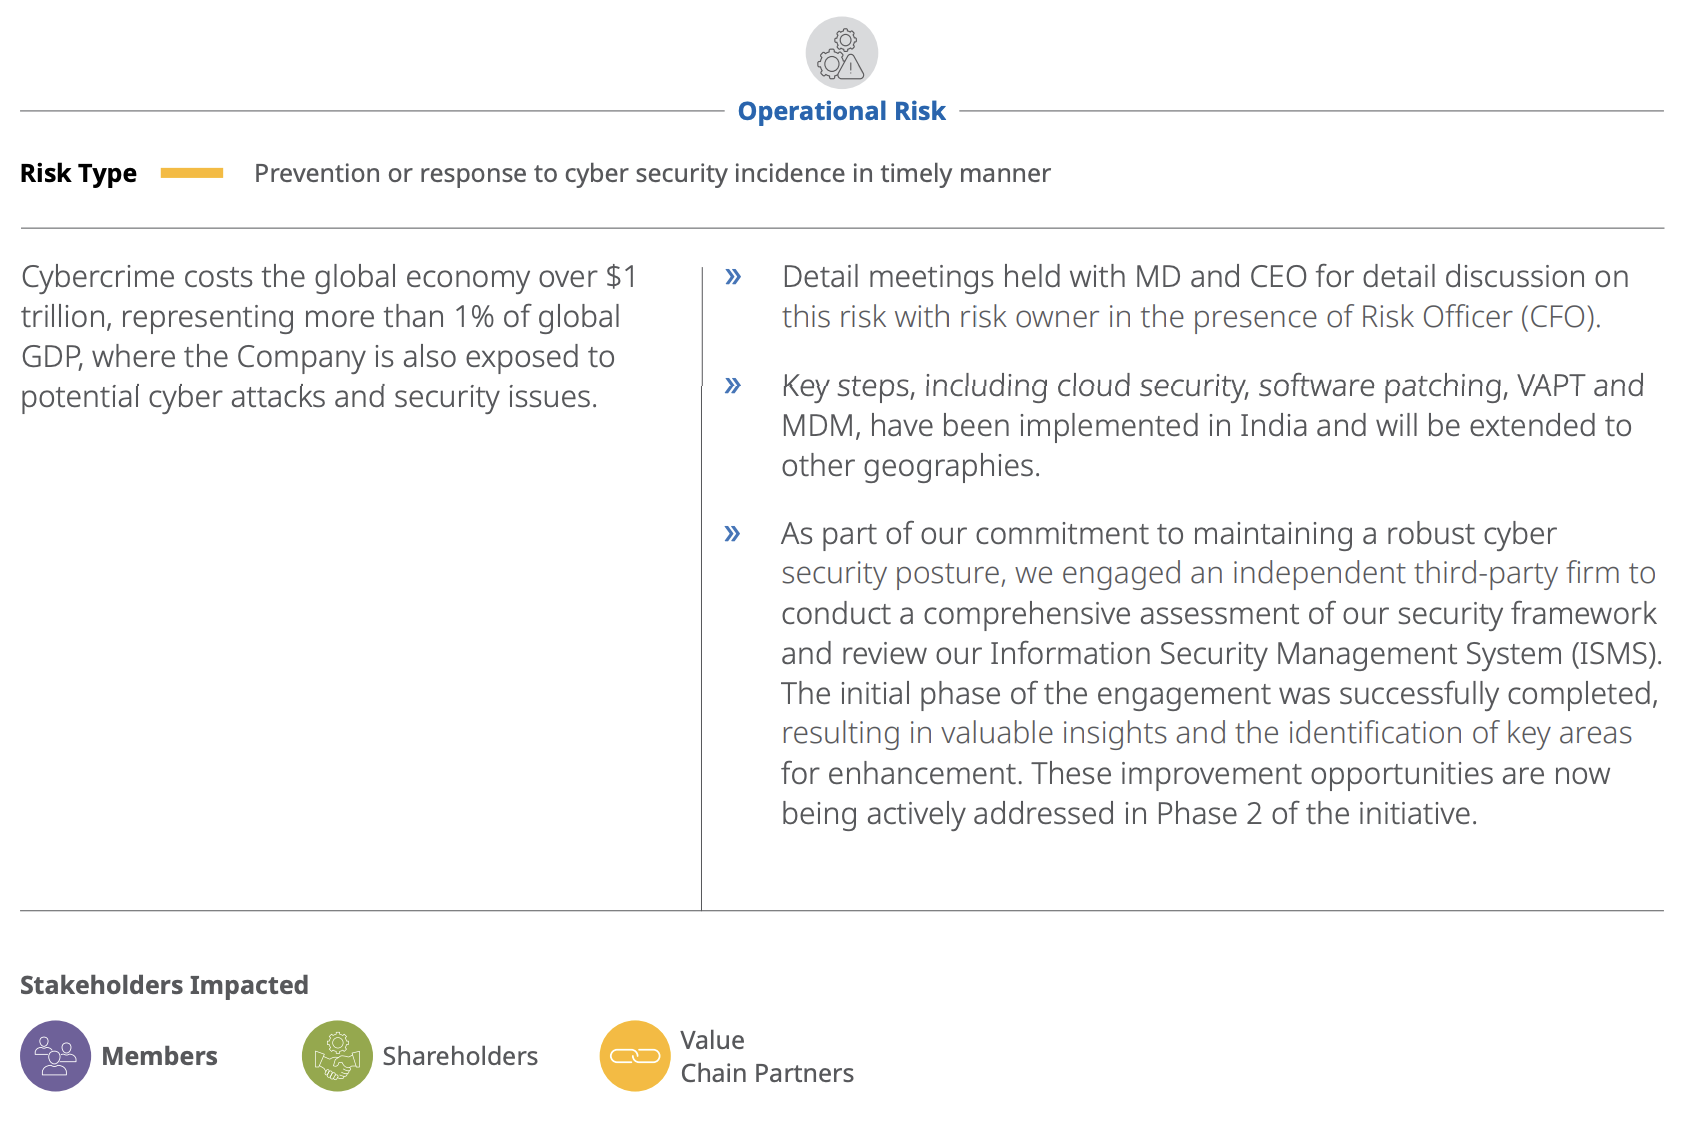 Operational Risk
Risk Type
Prevention or response to cyber security incidence in timely manner
Cybercrime costs the global economy over $1
trillion, representing more than 1% of global
GDP, where the Company is also exposed to
potential cyber attacks and security issues.
» Detail meetings held with MD and CEO for detail discussion on
this risk with risk owner in the presence of Risk Officer (CFO).
» Key steps, including cloud security, software patching, VAPT and
MDM, have been implemented in India and will be extended to
other geographies.
» As part of our commitment to maintaining a robust cyber
security posture, we engaged an independent third-party firm to
conduct a comprehensive assessment of our security framework
and review our Information Security Management System (ISMS).
The initial phase of the engagement was successfully completed,
resulting in valuable insights and the identification of key areas
for enhancement. These improvement opportunities are now
being actively addressed in Phase 2 of the initiative.
Stakeholders Impacted
Members
Shareholders
Value
Chain Partners